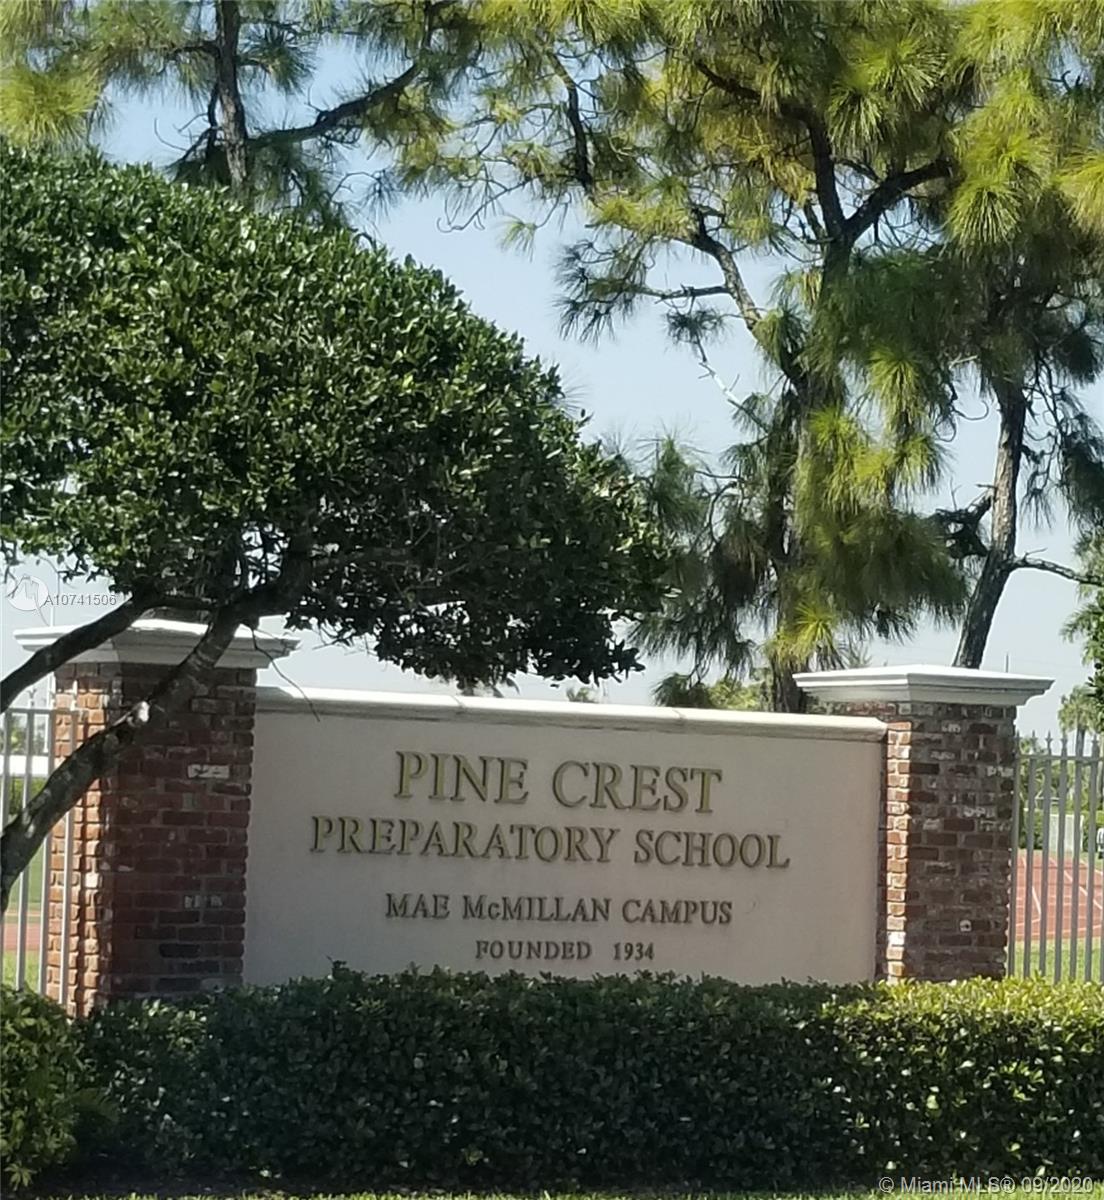 A10741506
PINE CREST
PREPARATORY SCHOOL
MAE McMILLAN CAMPUS
FOUNDED 1934
© Miami MLS® 09/2020